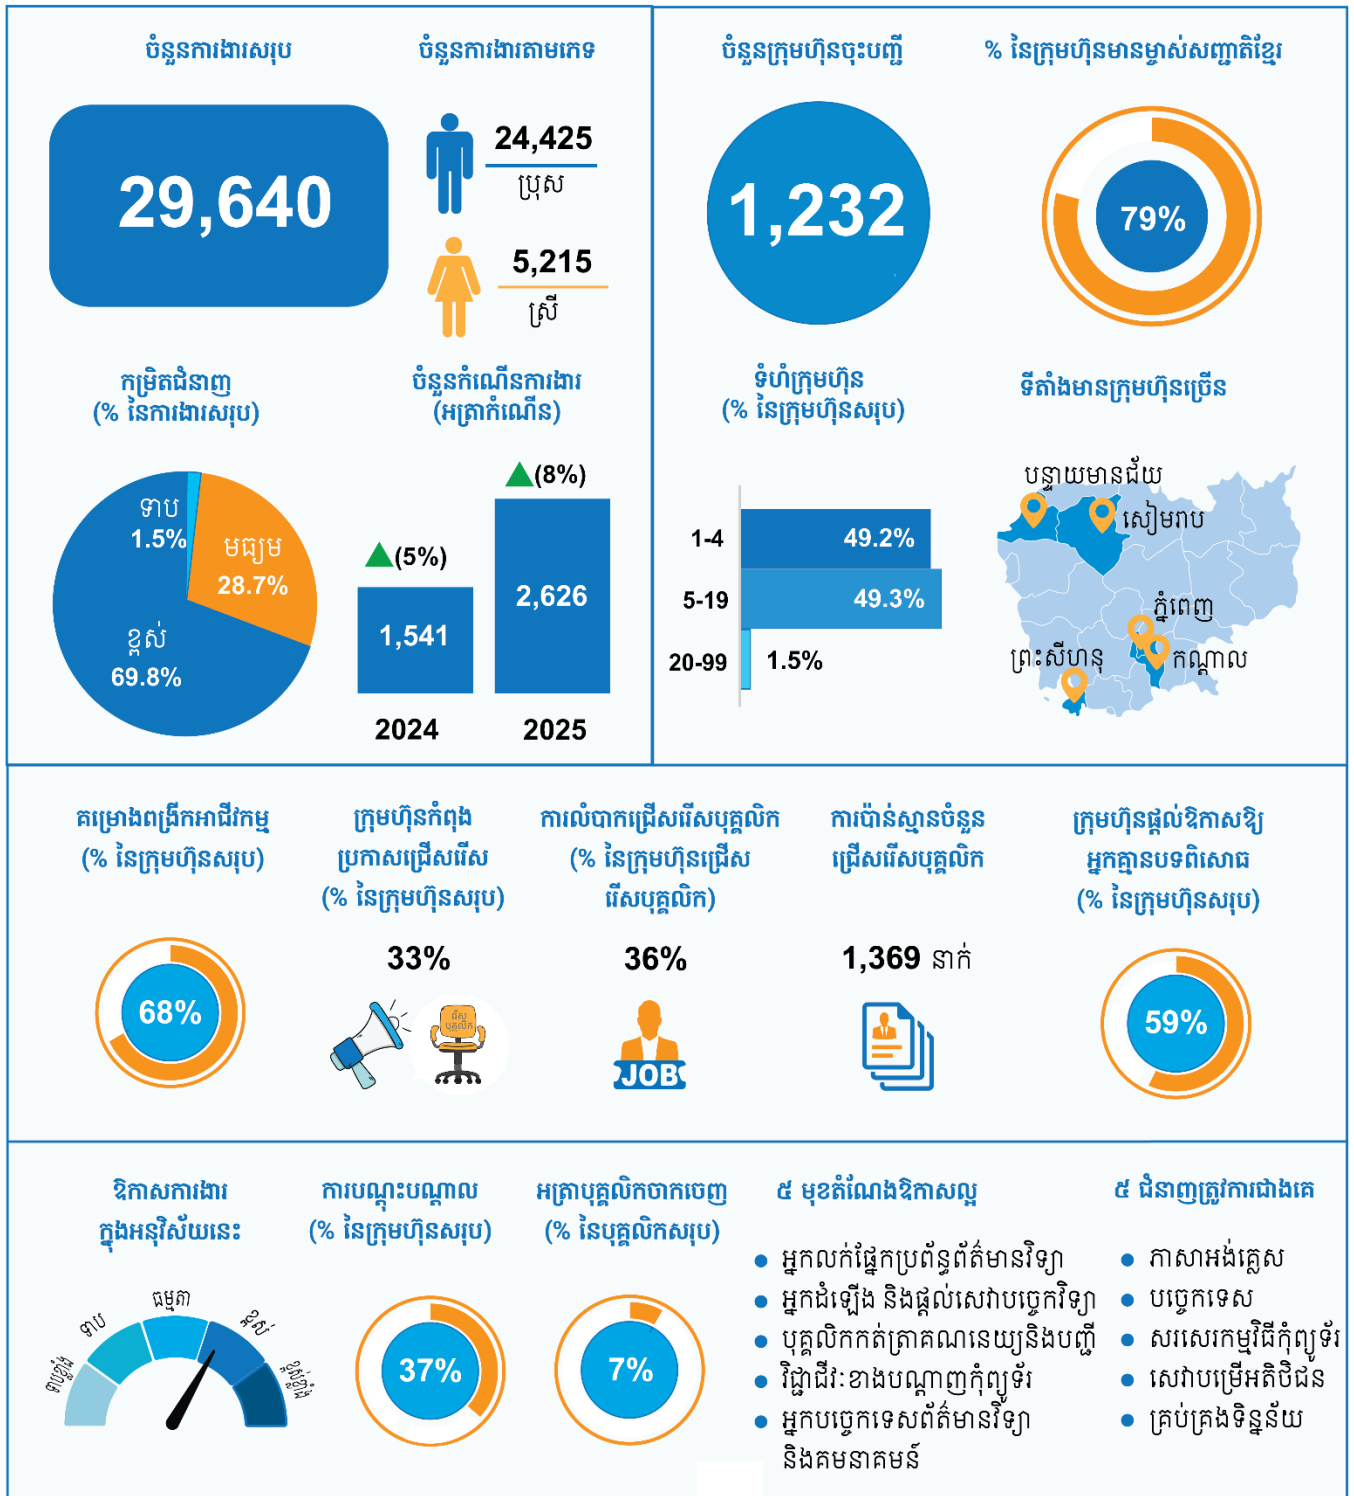 ចំនួនការងារសរុប
29,640
ចំនួនការងារតាមភេទ
24,425
ប្រុស
5,215
ស្រី
កម្រិតជំនាញ
(% នៃការងារសរុប)
ទាប
1.5%
មធ្យម
28.7%
ខ្ពស់
69.8%
ចំនួនកំណើនការងារ
(អត្រាកំណើន)
(5%)
1,541
2024
(8%)
2,626
2025
ចំនួនក្រុមហ៊ុនចុះបញ្ជី
1,232
% នៃក្រុមហ៊ុនមានម្ចាស់សញ្ជាតិខ្មែរ
79%
ទំហំក្រុមហ៊ុន
(% នៃក្រុមហ៊ុនសរុប)
1-4 49.2%
5-19 49.3%
20-99 1.5%
ទីតាំងមានក្រុមហ៊ុនច្រើន
បន្ទាយមានជ័យ
សៀមរាប
ភ្នំពេញ
ព្រះសីហនុ
កណ្តាល
គម្រោងពង្រីកអាជីវកម្ម
(% នៃក្រុមហ៊ុនសរុប)
68%
ក្រុមហ៊ុនកំពុង
ប្រកាសជ្រើសរើស
(% នៃក្រុមហ៊ុនសរុប)
33%
រើស
បុគ្គលិក
ការលំបាកជ្រើសរើសបុគ្គលិក
(% នៃក្រុមហ៊ុនជ្រើស
រើសបុគ្គលិក)
36%
JOB
ការប៉ាន់ស្មានចំនួន
ជ្រើសរើសបុគ្គលិក
1,369 នាក់
ក្រុមហ៊ុនផ្តល់ឱកាសឱ្យ
អ្នកគ្មានបទពិសោធ
(% នៃក្រុមហ៊ុនសរុប)
59%
ឱកាសការងារ
ក្នុងអនុវិស័យនេះ
ទាបខ្លាំង
ទាប
ធម្មតា
ខ្ពស់
ខ្ពស់ខ្លាំង
ការបណ្តុះបណ្តាល
(% នៃក្រុមហ៊ុនសរុប)
37%
អត្រាបុគ្គលិកចាកចេញ
(% នៃបុគ្គលិកសរុប)
7%
៥ មុខតំណែងឱកាសល្អ
● អ្នកលក់ផ្នែកប្រព័ន្ធព័ត៌មានវិទ្យា
● អ្នកដំឡើង និងផ្តល់សេវាបច្ចេកវិទ្យា
● បុគ្គលិកកត់ត្រាគណនេយ្យនិងបញ្ជី
● វិជ្ជាជីវៈខាងបណ្តាញកុំព្យូទ័រ
● អ្នកបច្ចេកទេសព័ត៌មានវិទ្យា
និងគមនាគមន៍
៥ ជំនាញត្រូវការជាងគេ
● ភាសាអង់គ្លេស
● បច្ចេកទេស
● សរសេរកម្មវិធីកុំព្យូទ័រ
● សេវាបម្រើអតិថិជន
● គ្រប់គ្រងទិន្នន័យ